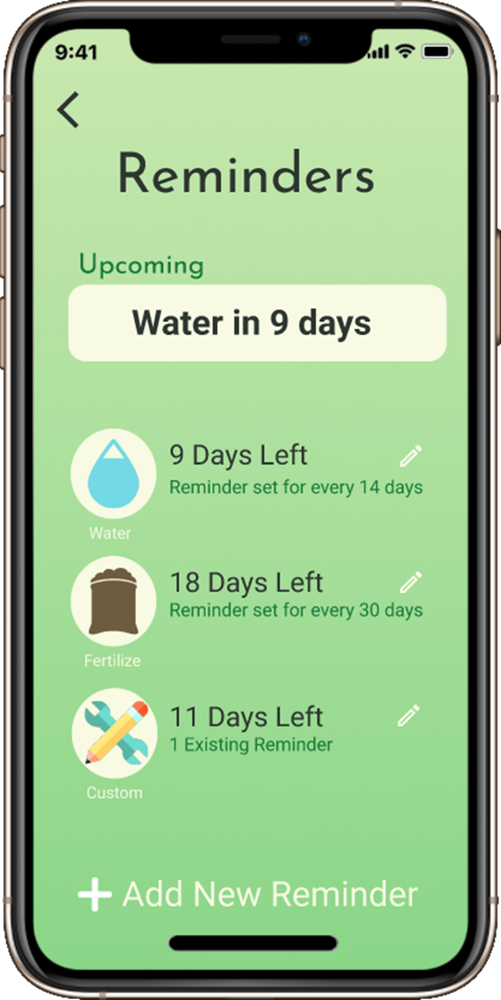 9:41
Reminders
Upcoming
Water in 9 days
9 Days Left
Reminder set for every 14 days
Water
18 Days Left
Reminder set for every 30 days
Fertilize
11 Days Left
1 Existing Reminder
Custom
Add New Reminder